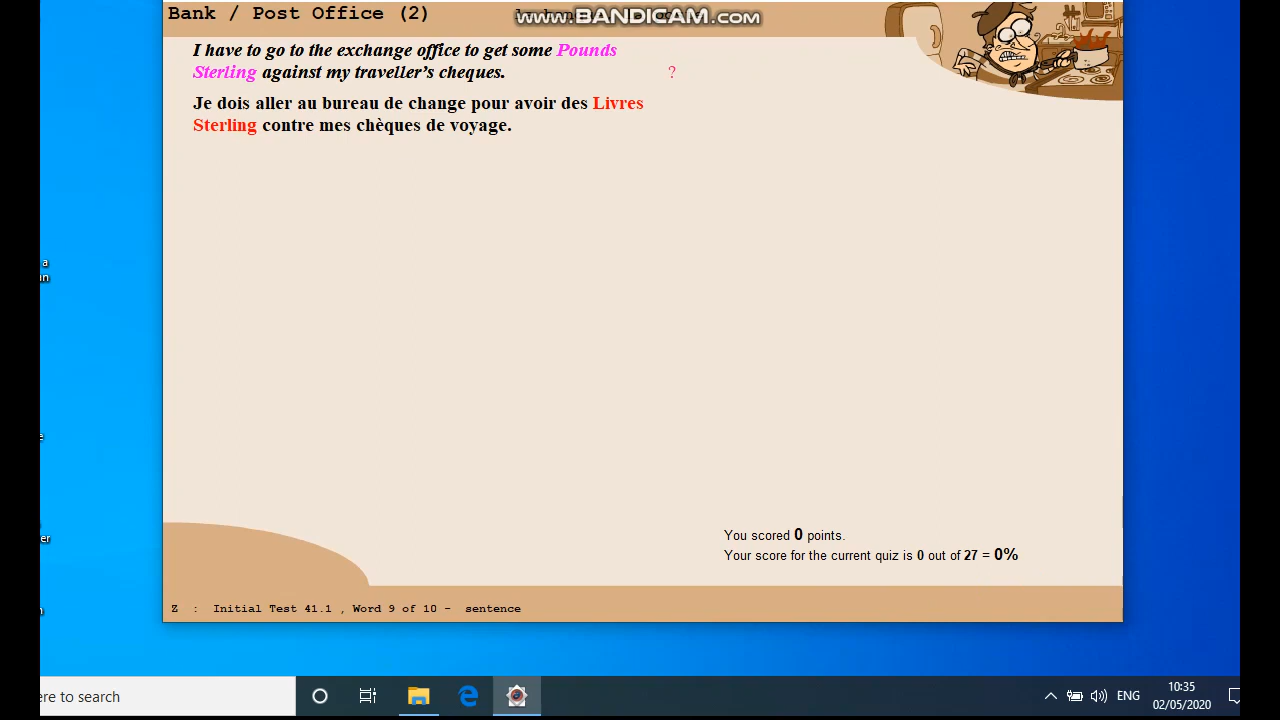 Bank / Post Office (2)
www.BANDICAM.com
I have to go to the exchange office to get some Pounds
Sterling against my traveller's cheques.
?
Je dois aller au bureau de change pour avoir des Livres
Sterling contre mes chèques de voyage.
a
e
er
You scored 0 points.
Your score for the current quiz is 0 out of 27 = 0%
Z : Initial Test 41.1 , Word 9 of 10 - sentence
ere to search
ENG
10:35
02/05/2020